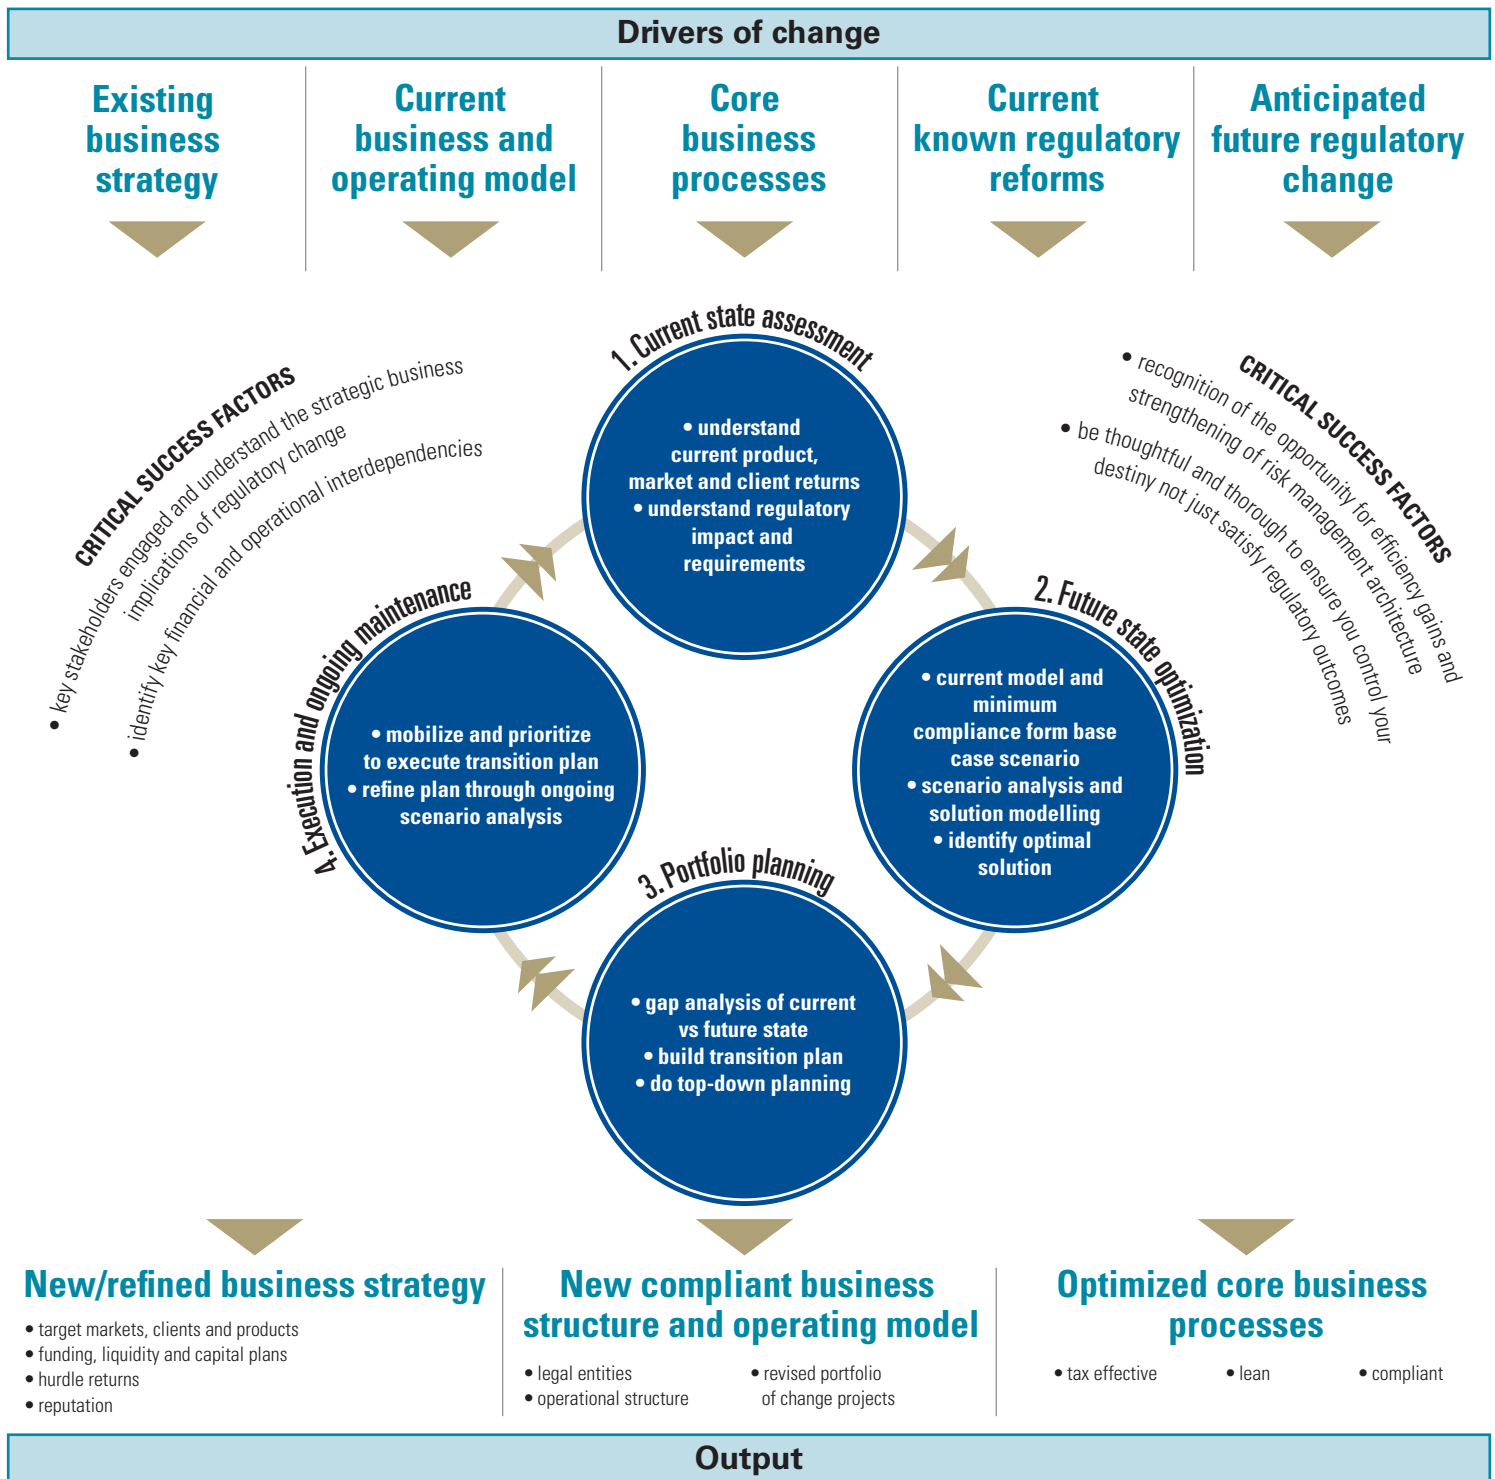 Drivers of change
Existing
business
strategy
Current
business and
operating model
Core
business
processes
Current
known regulatory
reforms
Anticipated
future regulatory
change
CRITICAL SUCCESS FACTORS
• key stakeholders engaged and understand the strategic business
implications of regulatory change
• identify key financial and operational interdependencies
CRITICAL SUCCESS FACTORS
• recognition of the opportunity for efficiency gains and
strengthening of risk management architecture
• be thoughtful and thorough to ensure you control your
destiny not just satisfy regulatory outcomes
1. Current state assessment
• understand
current product,
market and client returns
• understand regulatory
impact and
requirements
2. Future state optimization
• current model and
minimum
compliance form base
case scenario
• scenario analysis and
solution modelling
• identify optimal
solution
3. Portfolio planning
• gap analysis of current
vs future state
• build transition plan
• do top-down planning
4. Execution and ongoing maintenance
• mobilize and prioritize
to execute transition plan
• refine plan through ongoing
scenario analysis
New/refined business strategy
• target markets, clients and products
• funding, liquidity and capital plans
• hurdle returns
• reputation
New compliant business
structure and operating model
• legal entities
• operational structure
• revised portfolio
of change projects
Optimized core business
processes
• tax effective
• lean
• compliant
Output